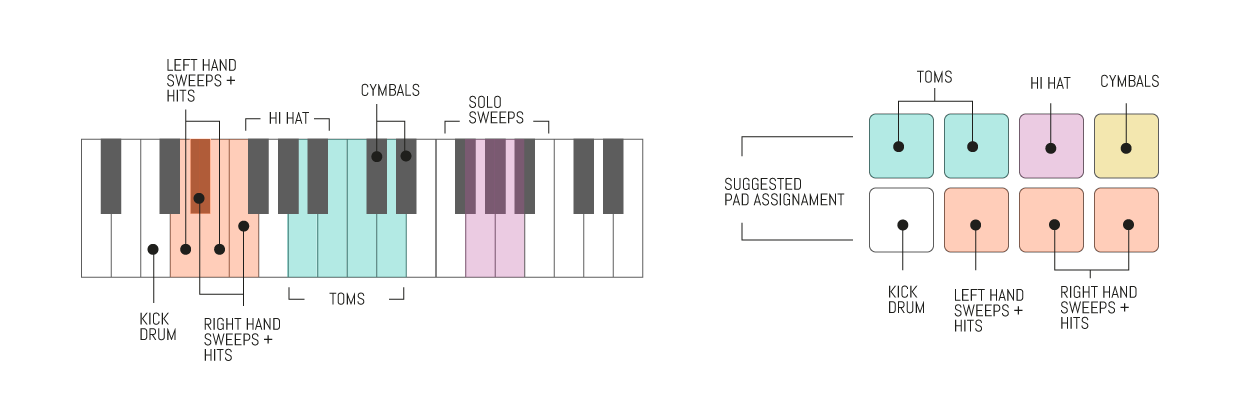 LEFT HAND
SWEEPS +
HITS
HI HAT
CYMBALS
SOLO
SWEEPS
KICK
DRUM
RIGHT HAND
SWEEPS +
HITS
TOMS
TOMS
HI HAT
CYMBALS
SUGGESTED
PAD ASSIGNAMENT
KICK
DRUM
LEFT HAND
SWEEPS +
HITS
RIGHT HAND
SWEEPS +
HITS